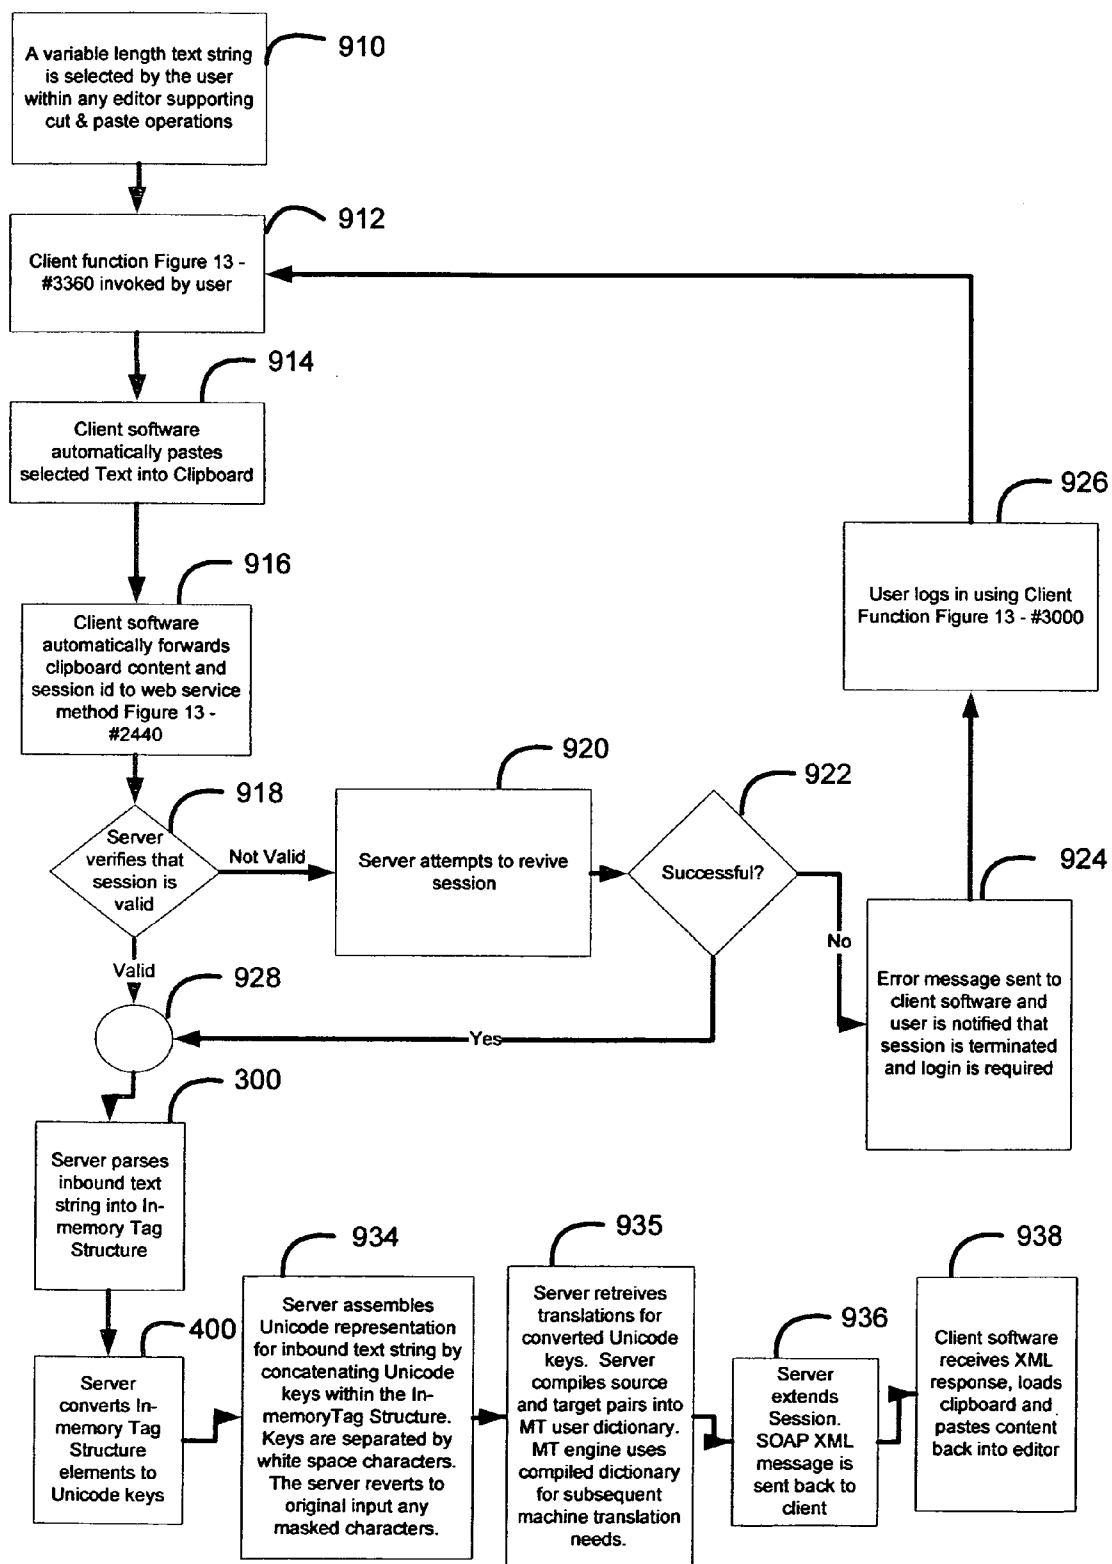 A variable length text string
is selected by the user
within any editor supporting
cut & paste operations
910
Client function Figure 13 -
#3360 invoked by user
912
914
Client software
automatically pastes
selected Text into Clipboard
916
Client software
automatically forwards
clipboard content and
session id to web service
method Figure 13 -
#2440
926
User logs in using Client
Function Figure 13 - #3000
918
Server
verifies that
session is
valid
Not Valid
Valid
920
Server attempts to revive
session
922
Successful?
No
Yes
924
Error message sent to
client software and
user is notified that
session is terminated
and login is required
928
300
Server parses
inbound text
string into In-
memory Tag
Structure
400
Server
converts In-
memory Tag
Structure
elements to
Unicode keys
934
Server assembles
Unicode representation
for inbound text string by
concatenating Unicode
keys within the In-
memoryTag Structure.
Keys are separated by
white space characters.
The server reverts to
original input any
masked characters.
935
Server retreives
translations for
converted Unicode
keys. Server
compiles source
and target pairs into
MT user dictionary.
MT engine uses
compiled dictionary
for subsequent
machine translation
needs.
936
Server
extends
Session.
SOAP XML
message is
sent back to
client
938
Client software
receives XML
response, loads
clipboard and
pastes content
back into editor